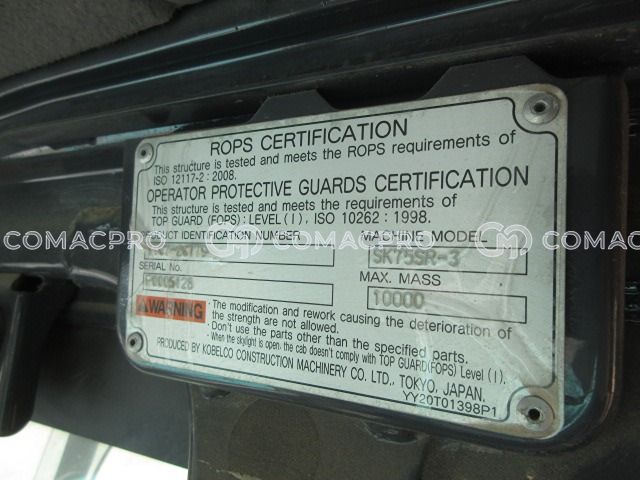 ROPS CERTIFICATION
This structure is tested and meets the ROPS requirements of
ISO 12117-2 : 2008.
OPERATOR PROTECTIVE GUARDS CERTIFICATION
This structure is tested and meets the requirements of
TOP GUARD (FOPS) : LEVEL (I), ISO 10262 : 1998.
PRODUCT IDENTIFICATION NUMBER MACHINE MODEL
SK75SR-3
COMACPRO COMACPRO COMACPRO
SERIAL No. MAX. MASS
10000
WARNING
• The modification and rework causing the deterioration of
the strength are not allowed.
• Don't use the parts other than the specified parts.
• When the skylight is open, the cab doesn't comply with TOP GUARD(FOPS) Level (I).
PRODUCED BY KOBELCO CONSTRUCTION MACHINERY CO., LTD., TOKYO, JAPAN.
YY20T01398P1